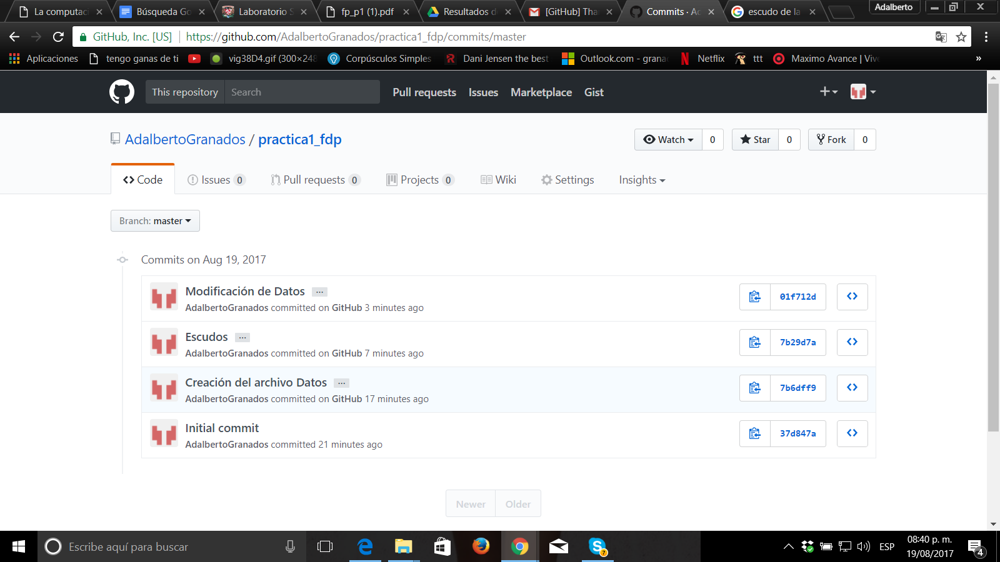 La computac
Búsqueda Go
Laboratorio S
fp_p1 (1).pdf
Resultados d
[GitHub] Tha
Commits · Ad
escudo de la
Adalberto
GitHub, Inc. [US]
https://github.com/AdalbertoGranados/practica1_fdp/commits/master
Aplicaciones
tengo ganas de ti
vig38D4.gif (300×248
Corpúsculos Simples
Dani Jensen the best
Outlook.com - grana
Netflix
ttt
Maximo Avance | Vive
»
This repository
Search
Pull requests
Issues
Marketplace
Gist
AdalbertoGranados / practica1_fdp
Watch 0
Star 0
Fork 0
Code
Issues 0
Pull requests 0
Projects 0
Wiki
Settings
Insights
Branch: master
Commits on Aug 19, 2017
Modificación de Datos ...
AdalbertoGranados committed on GitHub 3 minutes ago
01f712d
Escudos ...
AdalbertoGranados committed on GitHub 7 minutes ago
7b29d7a
Creación del archivo Datos ...
AdalbertoGranados committed on GitHub 17 minutes ago
7b6dff9
Initial commit
AdalbertoGranados committed 21 minutes ago
37d847a
Newer
Older
Escribe aquí para buscar
7
ESP
08:40 p. m.
19/08/2017
4